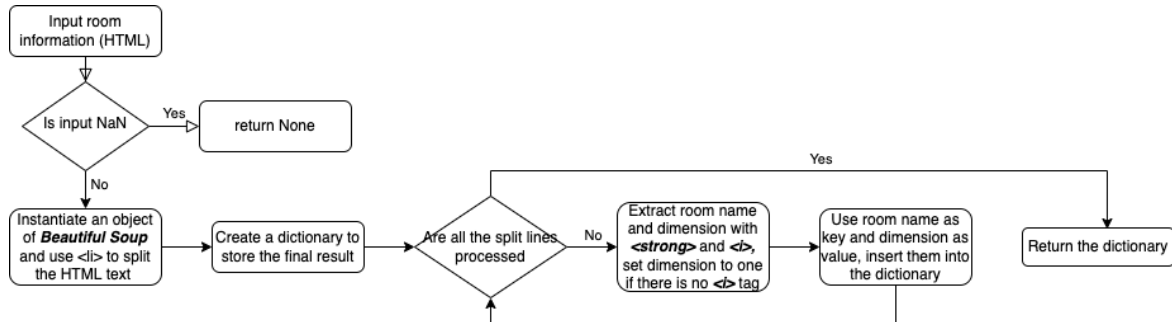 Input room
information (HTML)
Is input NaN
Yes
return None
No
Instantiate an object
of Beautiful Soup
and use <li> to split
the HTML text
Create a dictionary to
store the final result
Are all the split lines
processed
Yes
No
Extract room name
and dimension with
<strong> and <i>,
set dimension to one
if there is no <i> tag
Use room name as
key and dimension as
value, insert them into
the dictionary
Return the dictionary